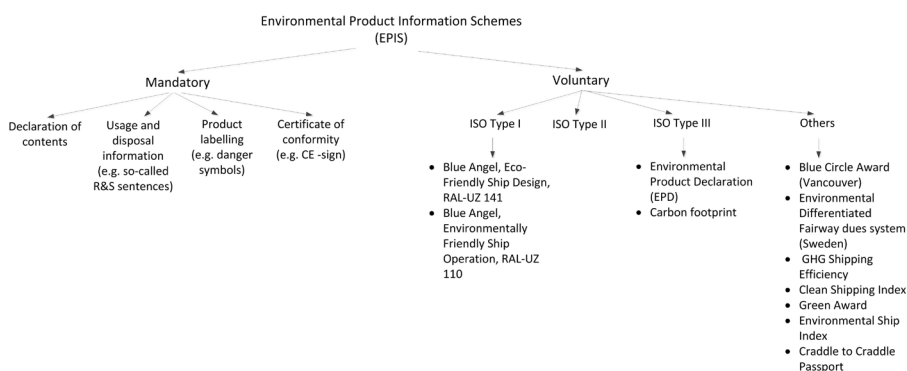 Environmental Product Information Schemes
(EPIS)
Mandatory
Voluntary
Declaration of
contents
Usage and
disposal
information
(e.g. so-called
R&S sentences)
Product
labelling
(e.g. danger
symbols)
Certificate of
conformity
(e.g. CE -sign)
ISO Type I
ISO Type II
ISO Type III
Others
• Blue Angel, Eco-
Friendly Ship Design,
RAL-UZ 141
• Blue Angel,
Environmentally
Friendly Ship
Operation, RAL-UZ
110
• Environmental
Product Declaration
(EPD)
• Carbon footprint
• Blue Circle Award
(Vancouver)
• Environmental
Differentiated
Fairway dues system
(Sweden)
• GHG Shipping
Efficiency
• Clean Shipping Index
• Green Award
• Environmental Ship
Index
• Craddle to Craddle
Passport